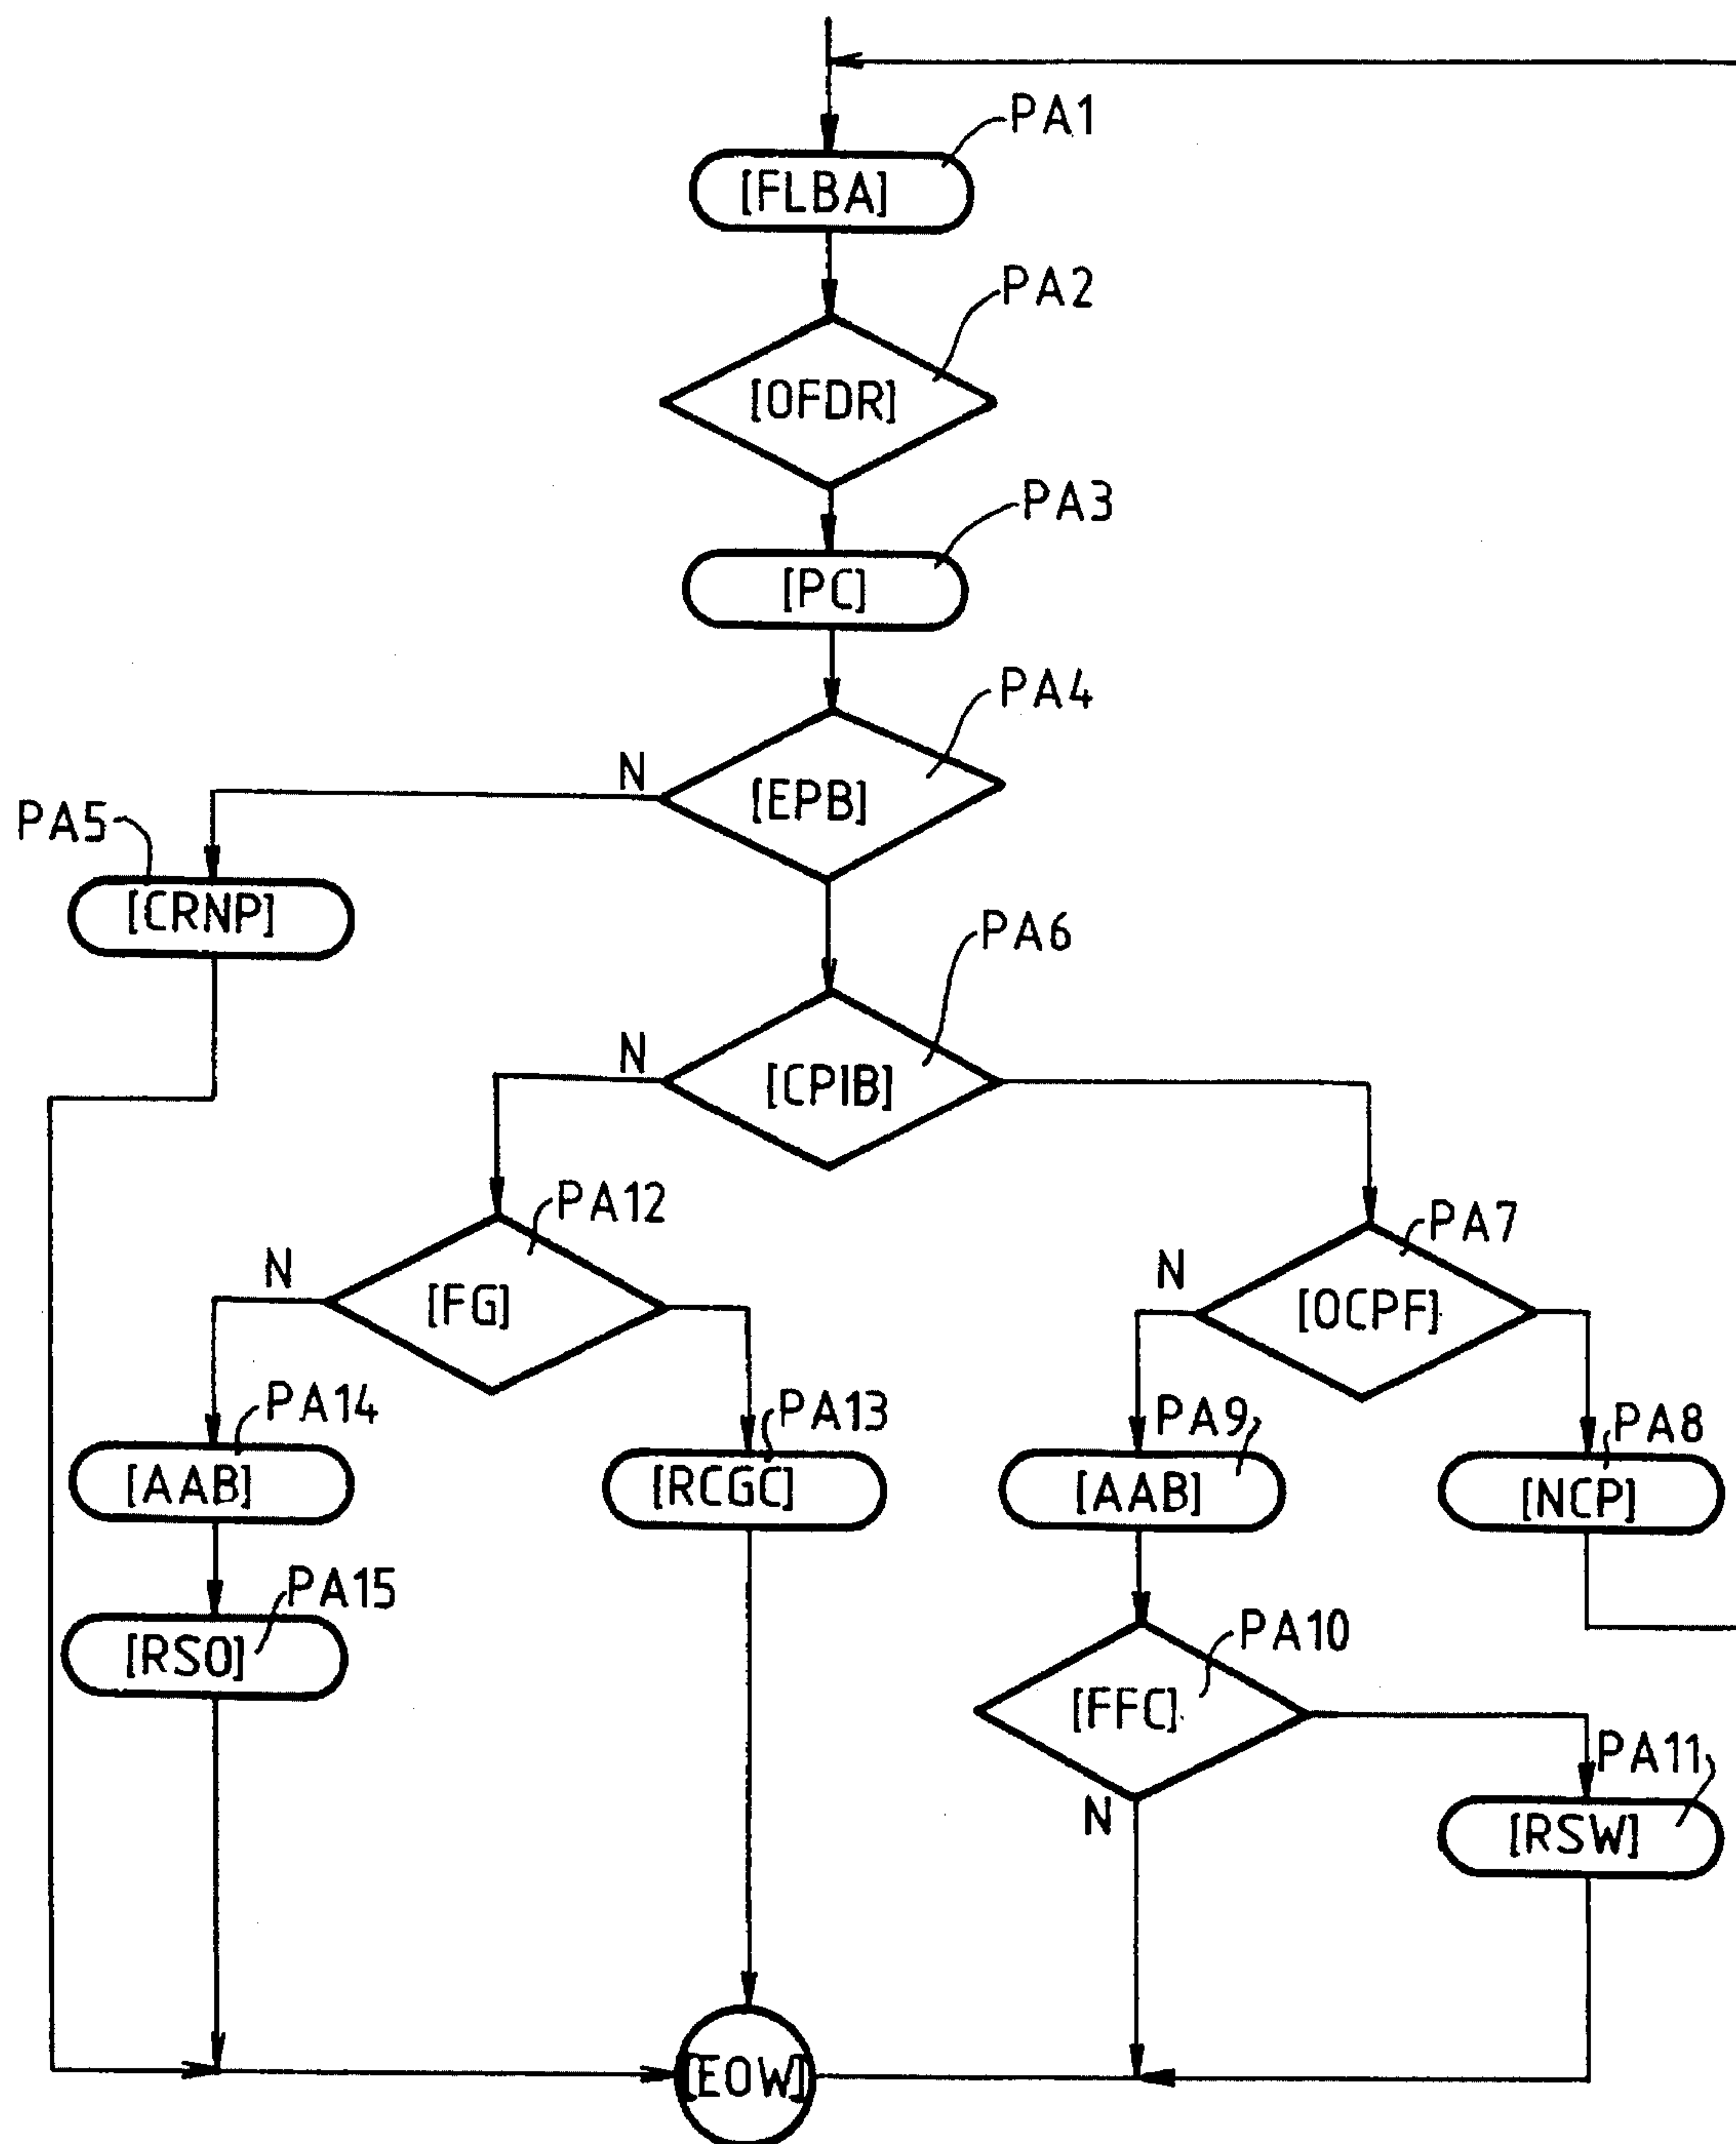 PA1
[FLBA]
PA2
[OFDR]
PA3
[PC]
PA4
N
[EPB]
PA5
[CRNP]
PA6
N
[CPIB]
PA12
PA7
N
[FG]
N
[OCPF]
PA14
PA13
PA9
PA8
[AAB]
[RCGC]
[AAB]
[NCP]
PA15
PA10
[RSO]
[FFC]
PA11
N
[RSW]
[EOW]